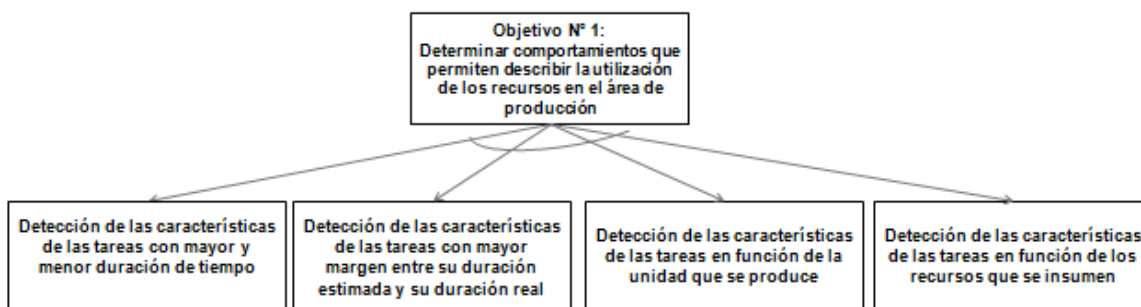 Objetivo N° 1:
Determinar comportamientos que
permiten describir la utilización
de los recursos en el área de
producción
Detección de las características
de las tareas con mayor y
menor duración de tiempo
Detección de las características
de las tareas con mayor
margen entre su duración
estimada y su duración real
Detección de las características
de las tareas en función de la
unidad que se produce
Detección de las características
de las tareas en función de los
recursos que se insumen